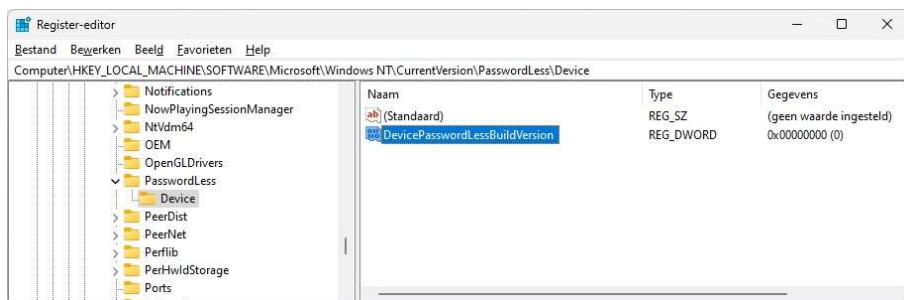 Register-editor
Bestand Bewerken Beeld Favorieten Help
Computer\HKEY_LOCAL_MACHINE\SOFTWARE\Microsoft\Windows NT\CurrentVersion\PasswordLess\Device
Notifications
NowPlayingSessionManager
NtVdm64
OEM
OpenGLDrivers
PasswordLess
Device
PeerDist
PeerNet
Perflib
PerHwIdStorage
Ports
Naam Type Gegevens
(Standaard) REG_SZ (geen waarde ingesteld)
DevicePasswordLessBuildVersion REG_DWORD 0x00000000 (0)